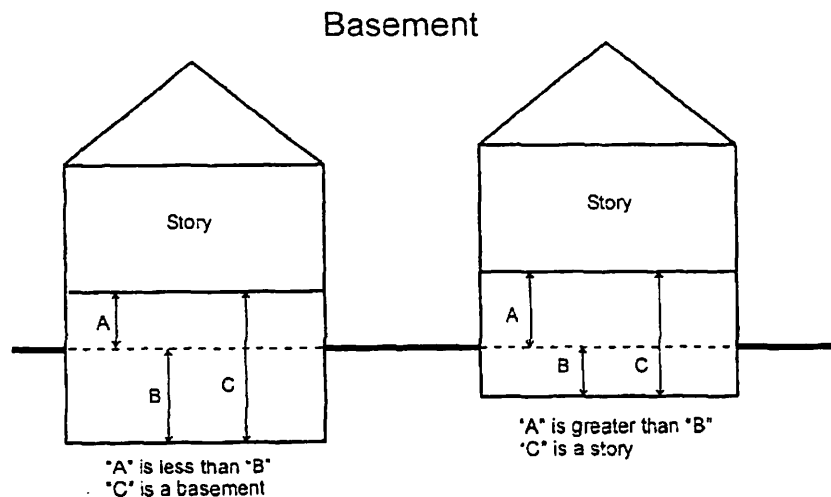 Basement
Story
A
B
C
"A" is less than "B"
"C" is a basement
Story
A
B
C
"A" is greater than "B"
"C" is a story